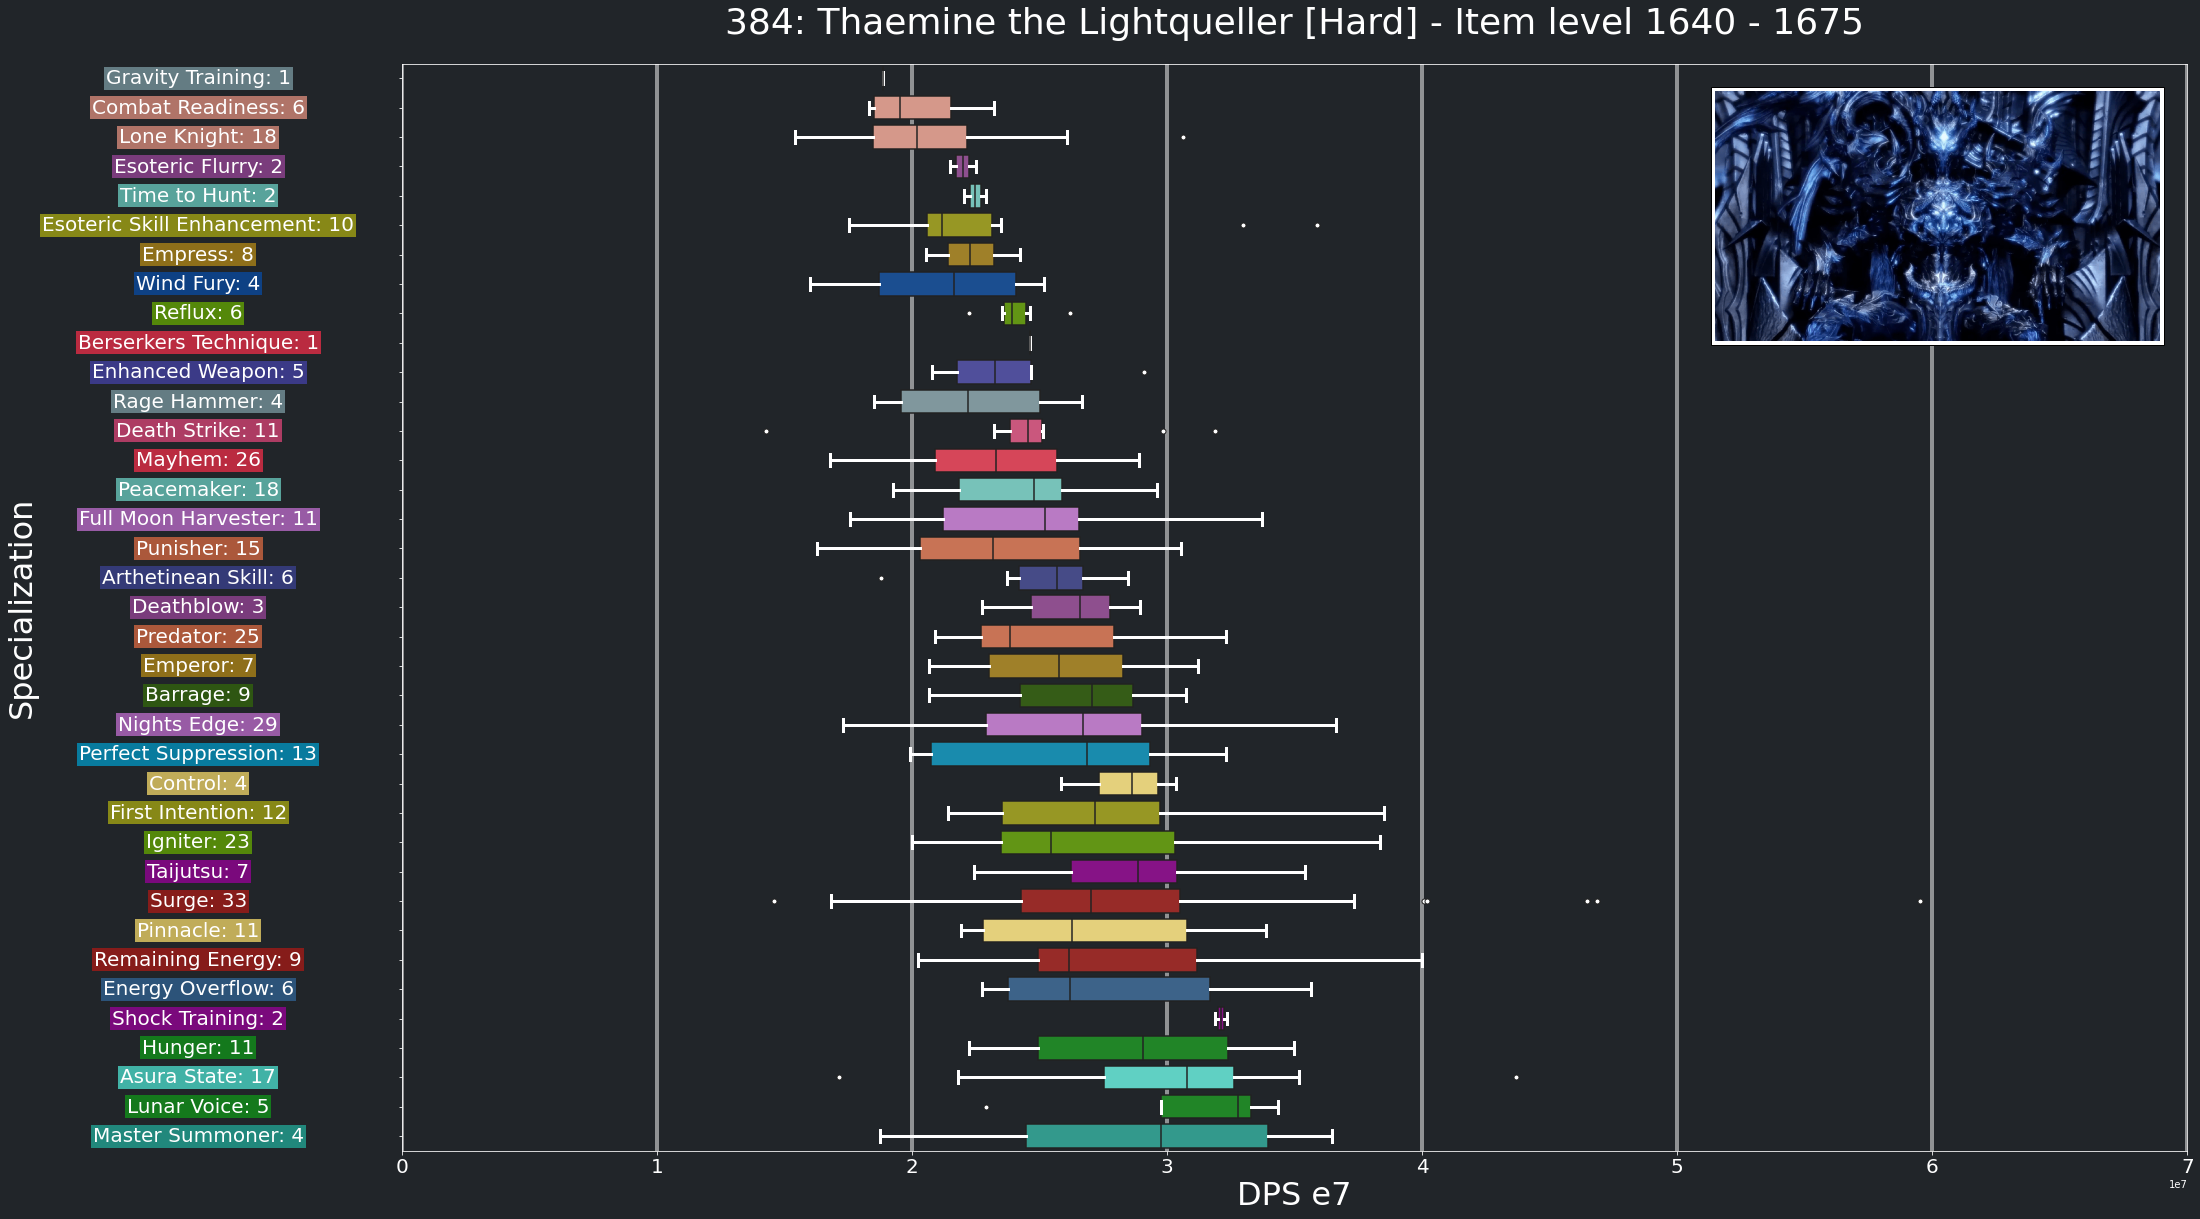 384: Thaemine the Lightqueller [Hard] - Item level 1640 - 1675
Specialization
Gravity Training: 1
Combat Readiness: 6
Lone Knight: 18
Esoteric Flurry: 2
Time to Hunt: 2
Esoteric Skill Enhancement: 10
Empress: 8
Wind Fury: 4
Reflux: 6
Berserkers Technique: 1
Enhanced Weapon: 5
Rage Hammer: 4
Death Strike: 11
Mayhem: 26
Peacemaker: 18
Full Moon Harvester: 11
Punisher: 15
Arthetinean Skill: 6
Deathblow: 3
Predator: 25
Emperor: 7
Barrage: 9
Nights Edge: 29
Perfect Suppression: 13
Control: 4
First Intention: 12
Igniter: 23
Taijutsu: 7
Surge: 33
Pinnacle: 11
Remaining Energy: 9
Energy Overflow: 6
Shock Training: 2
Hunger: 11
Asura State: 17
Lunar Voice: 5
Master Summoner: 4
0 1 2 3 4 5 6 7
1e7
DPS e7